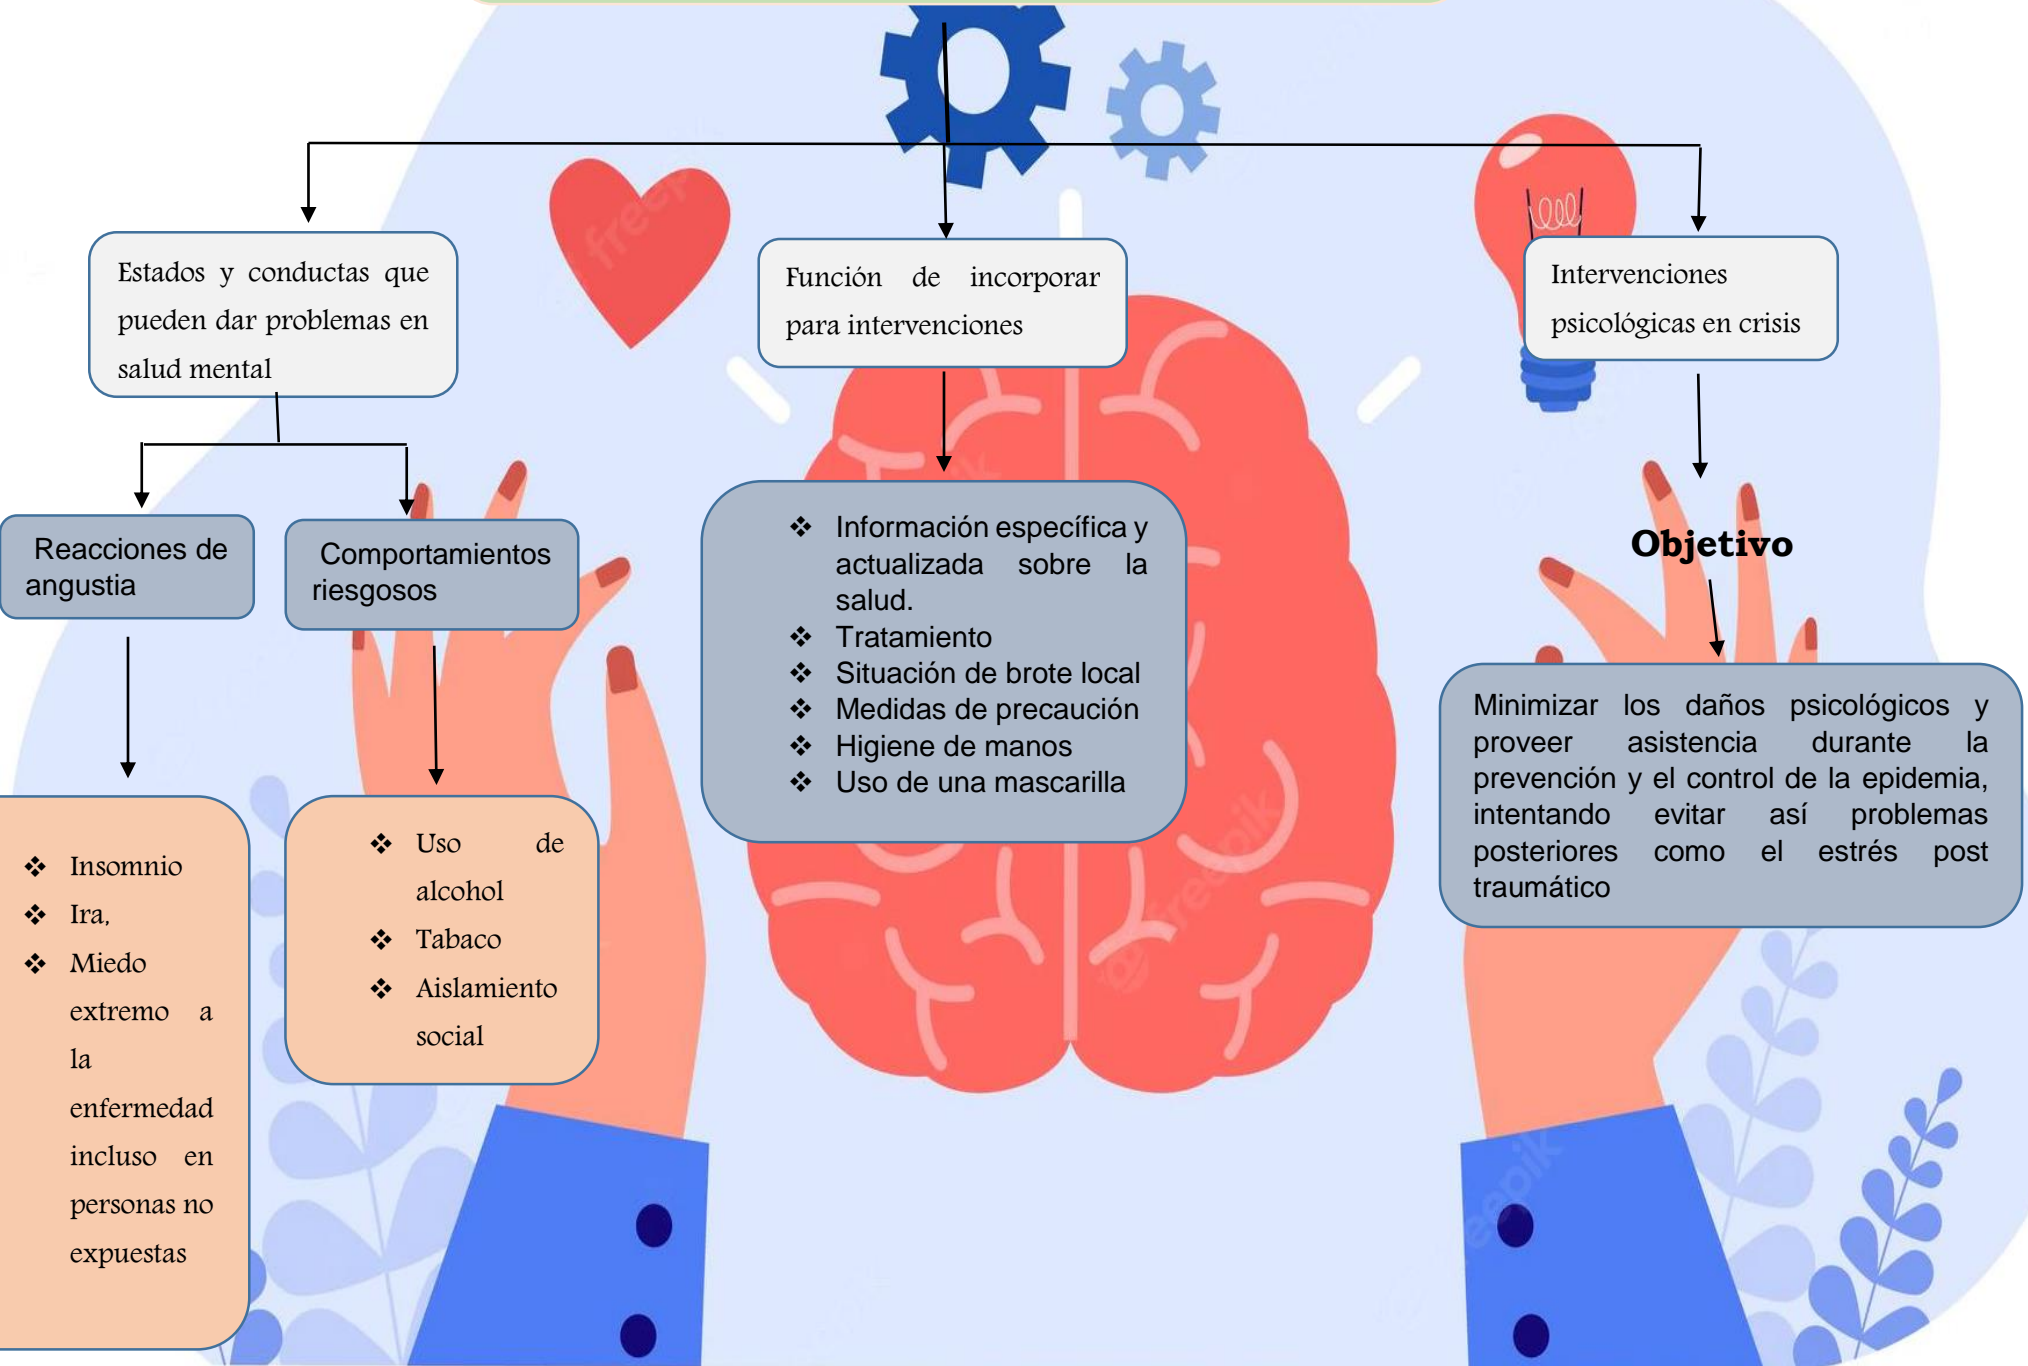 Estados y conductas que
pueden dar problemas en
salud mental
Función de incorporar
para intervenciones
Intervenciones
psicológicas en crisis
Reacciones de
angustia
Comportamientos
riesgosos
❖ Información específica y
actualizada sobre la
salud.
❖ Tratamiento
❖ Situación de brote local
❖ Medidas de precaución
❖ Higiene de manos
❖ Uso de una mascarilla
Objetivo
Minimizar los daños psicológicos y
proveer asistencia durante la
prevención y el control de la epidemia,
intentando evitar así problemas
posteriores como el estrés post
traumático
❖ Insomnio
❖ Ira,
❖ Miedo
extremo a
la
enfermedad
incluso en
personas no
expuestas
❖ Uso de
alcohol
❖ Tabaco
❖ Aislamiento
social
freepik